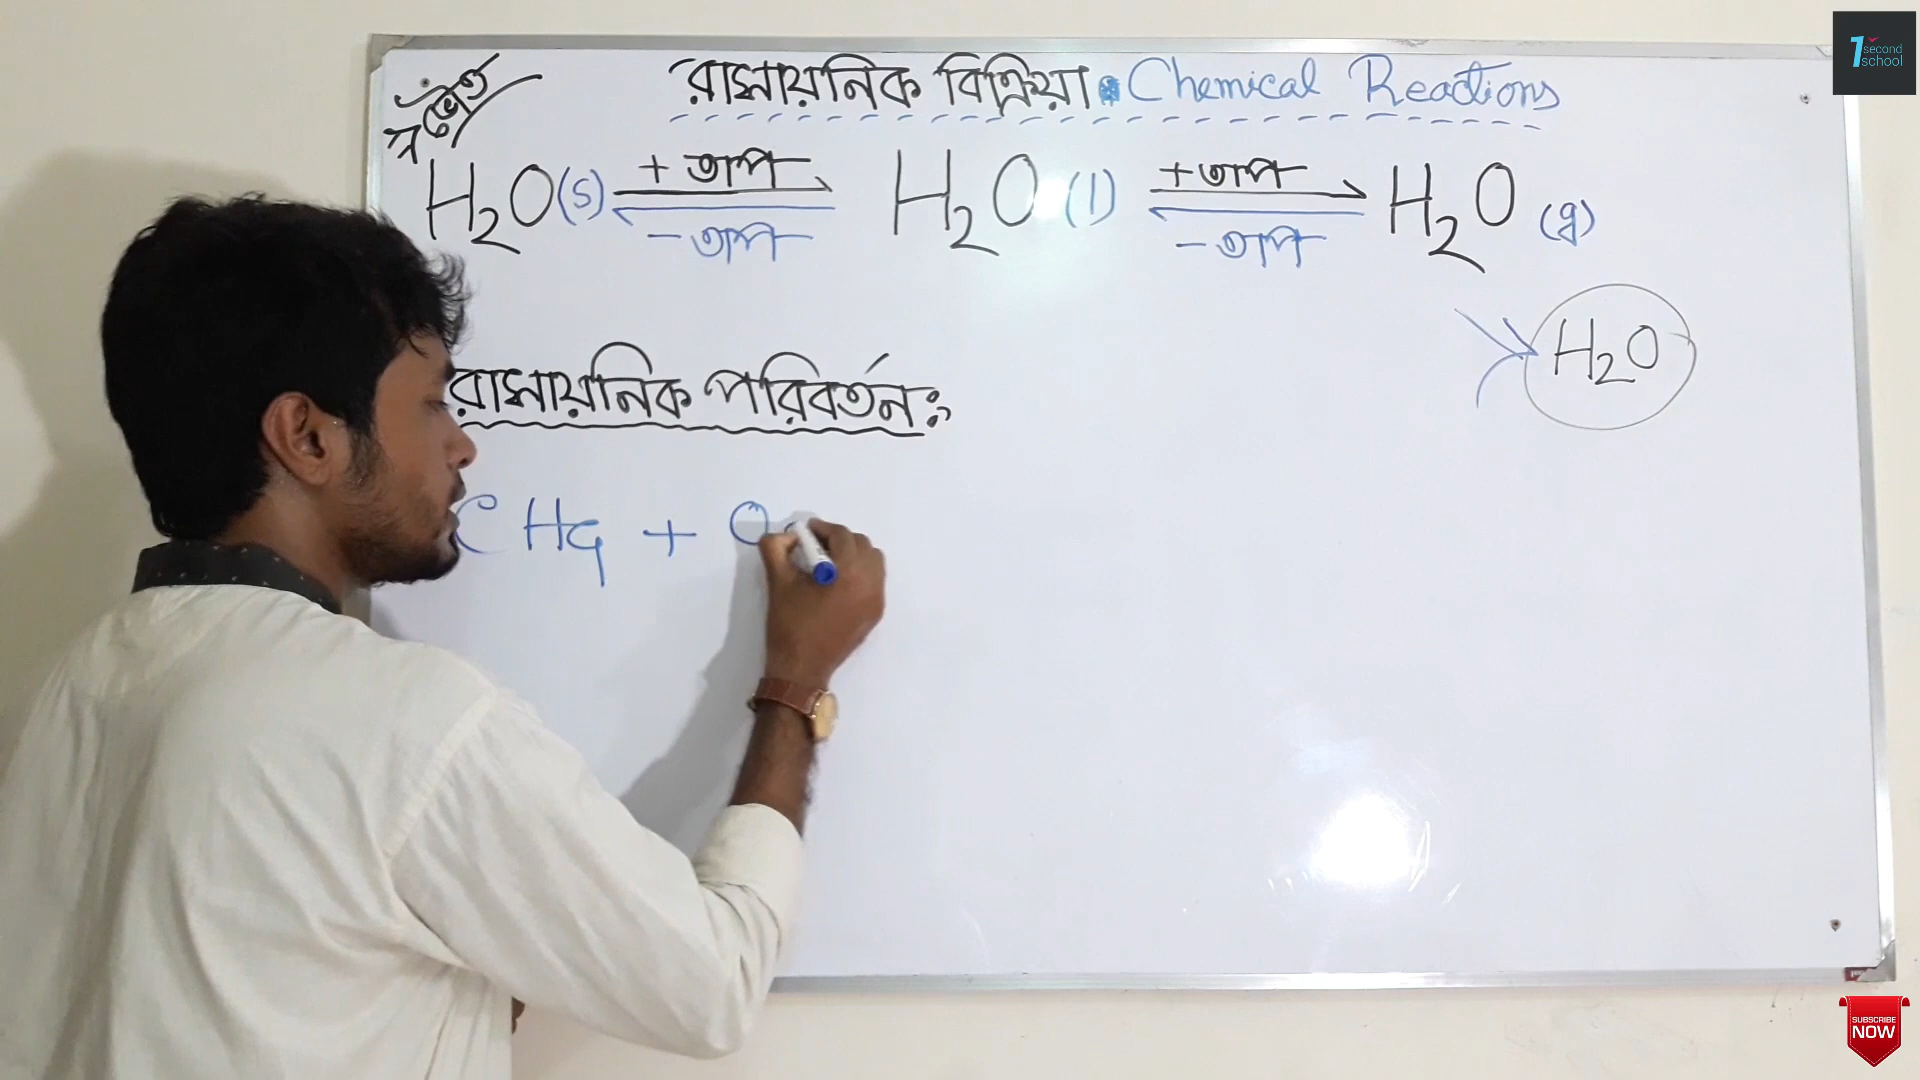 রাসায়নিক বিক্রিয়া : Chemical Reactions
ভৌত
+ তাপ + তাপ
H₂O(s) ⇌ H₂O (l) ⇌ H₂O (g)
- তাপ - তাপ
H₂O
রাসায়নিক পরিবর্তনঃ
CH₄ + O
1 second school
SUBSCRIBE
NOW